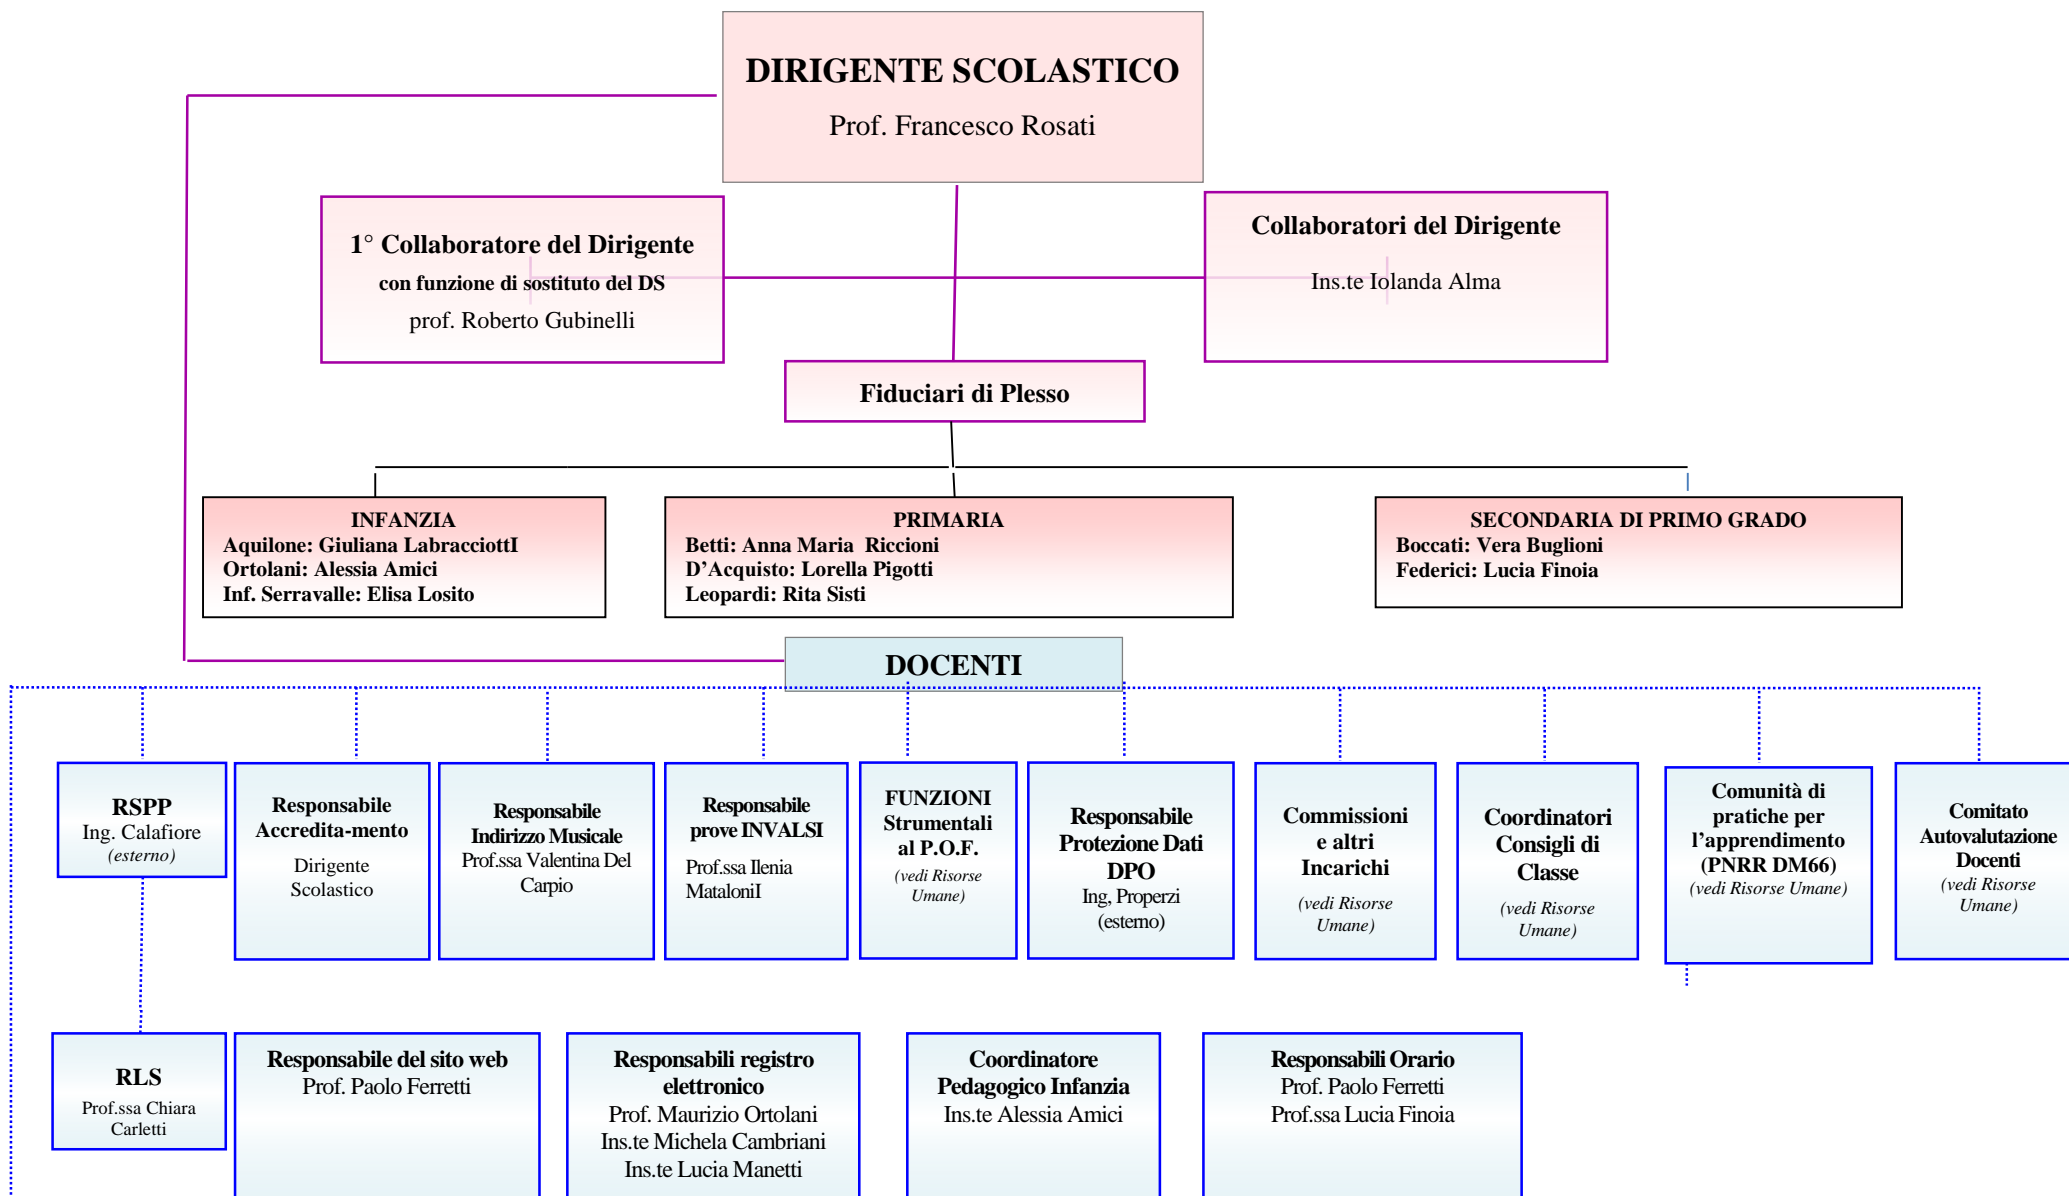 DIRIGENTE SCOLASTICO
Prof. Francesco Rosati
1° Collaboratore del Dirigente
con funzione di sostituto del DS
prof. Roberto Gubinelli
Collaboratori del Dirigente
Ins.te Iolanda Alma
Fiduciari di Plesso
INFANZIA
Aquilone: Giuliana LabracciottI
Ortolani: Alessia Amici
Inf. Serravalle: Elisa Losito
PRIMARIA
Betti: Anna Maria Riccioni
D’Acquisto: Lorella Pigotti
Leopardi: Rita Sisti
SECONDARIA DI PRIMO GRADO
Boccati: Vera Buglioni
Federici: Lucia Finoia
DOCENTI
RSPP
Ing. Calafiore
(esterno)
Responsabile
Accredita-mento
Dirigente
Scolastico
Responsabile
Indirizzo Musicale
Prof.ssa Valentina Del
Carpio
Responsabile
prove INVALSI
Prof.ssa Ilenia
MataloniI
FUNZIONI
Strumentali
al P.O.F.
(vedi Risorse
Umane)
Responsabile
Protezione Dati
DPO
Ing, Properzi
(esterno)
Commissioni
e altri
Incarichi
(vedi Risorse
Umane)
Coordinatori
Consigli di
Classe
(vedi Risorse
Umane)
Comunità di
pratiche per
l’apprendimento
(PNRR DM66)
(vedi Risorse Umane)
Comitato
Autovalutazione
Docenti
(vedi Risorse
Umane)
RLS
Prof.ssa Chiara
Carletti
Responsabile del sito web
Prof. Paolo Ferretti
Responsabili registro
elettronico
Prof. Maurizio Ortolani
Ins.te Michela Cambriani
Ins.te Lucia Manetti
Coordinatore
Pedagogico Infanzia
Ins.te Alessia Amici
Responsabili Orario
Prof. Paolo Ferretti
Prof.ssa Lucia Finoia